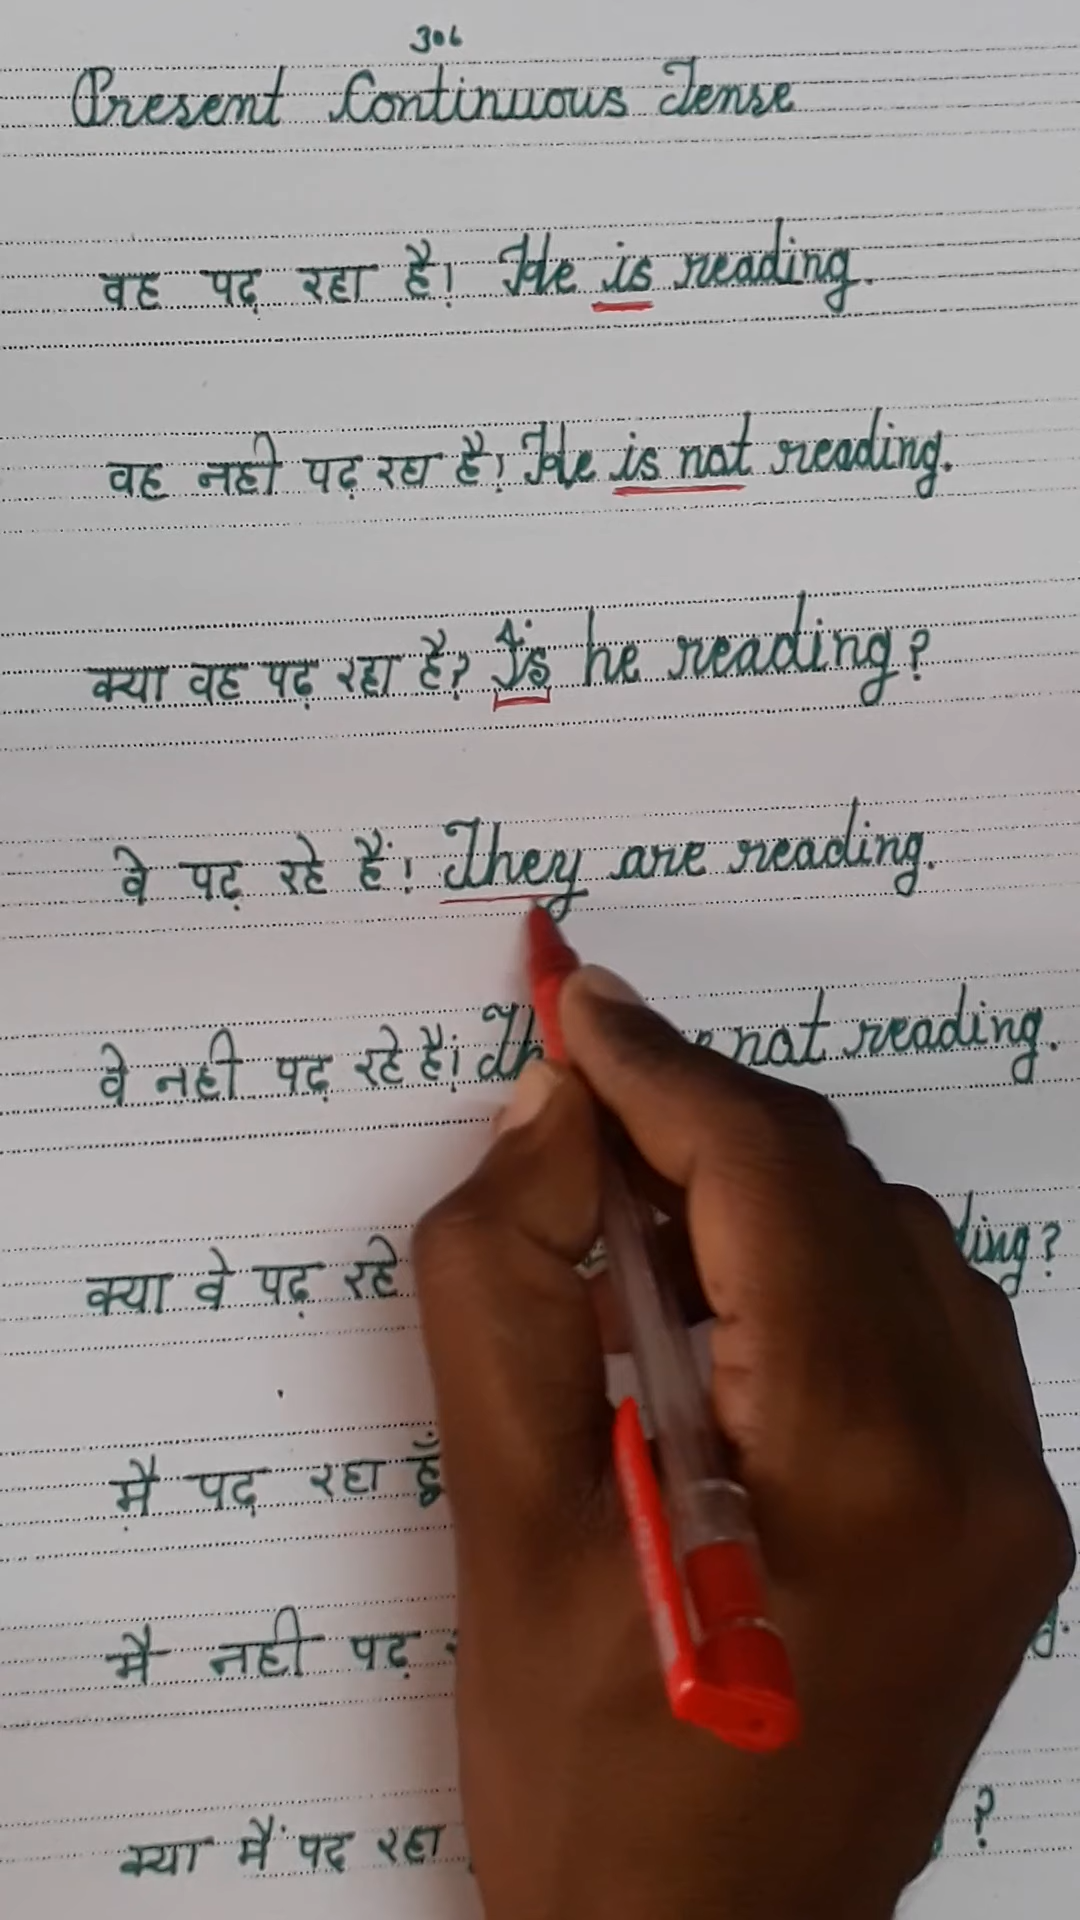 306
Present Continuous Tense
वह पढ़ रहा है। He is reading.
वह नही पढ़ रहा है। He is not reading.
क्या वह पढ़ रहा है? Is he reading?
वे पढ़ रहे हैं। They are reading.
वे नही पढ़ रहे हैं। not reading.
क्या वे पढ़ रहे
मै पढ़ रहा हूँ
मै नही पढ़
क्या मैं पढ़ रहा ?